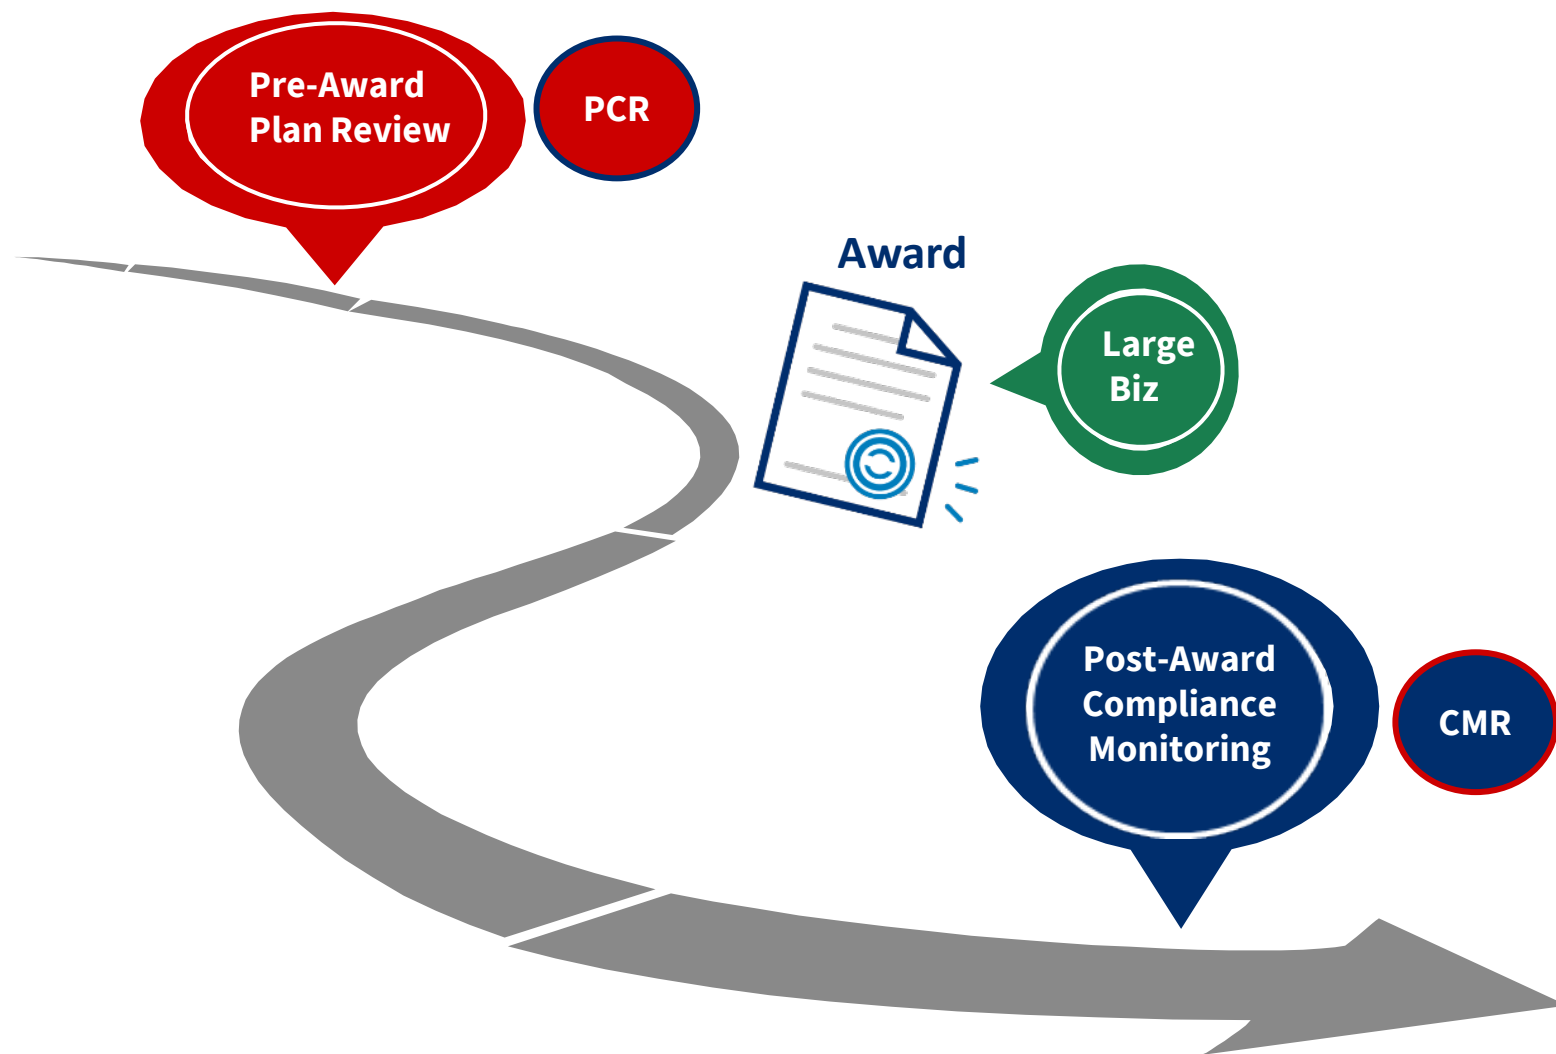 Pre-Award
Plan Review
PCR
Award
Large
Biz
Post-Award
Compliance
Monitoring
CMR